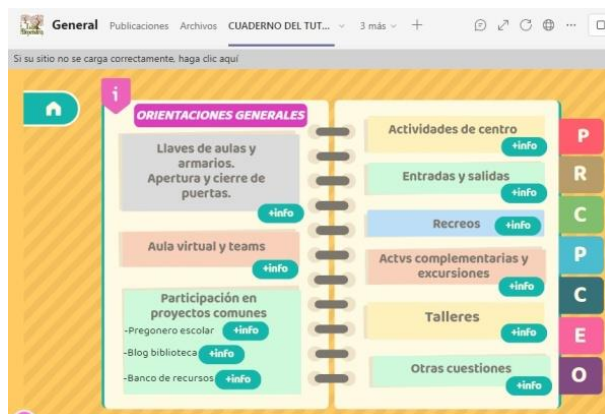 General Publicaciones Archivos CUADERNO DEL TUT... 3 más
Si su sitio no se carga correctamente, haga clic aquí
i
ORIENTACIONES GENERALES
Llaves de aulas y
armarios.
Apertura y cierre de
puertas.
+info
Aula virtual y teams
+info
Participación en
proyectos comunes
-Pregonero escolar +info
-Blog biblioteca +info
-Banco de recursos +info
Actividades de centro
+info
Entradas y salidas
+info
Recreos +info
Actvs complementarias y
excursiones
+info
Talleres
+info
Otras cuestiones
+info
P
R
C
P
C
E
O